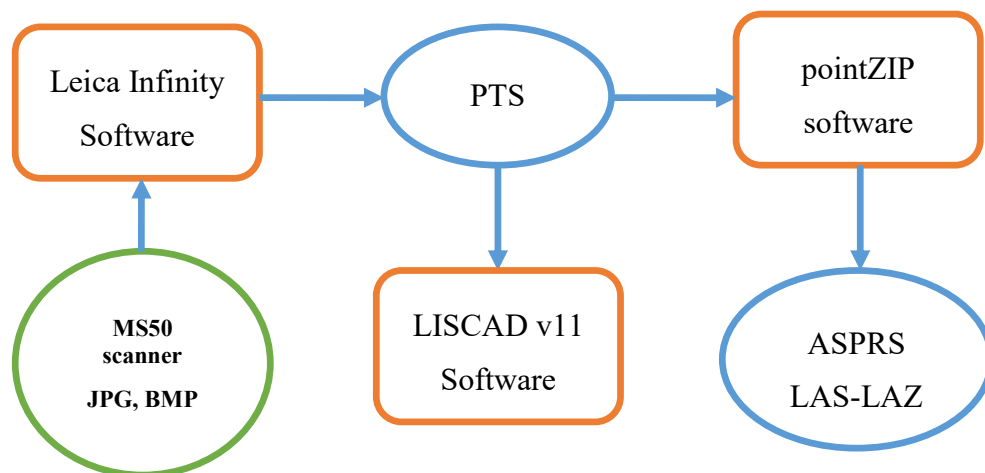 Leica Infinity
Software
PTS
pointZIP
software
MS50
scanner
JPG, BMP
LISCAD v11
Software
ASPRS
LAS-LAZ